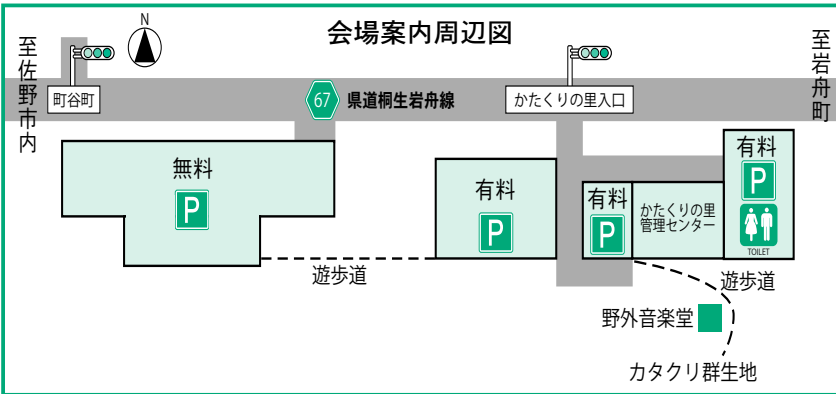 会場案内周辺図
N
至佐野市内
町谷町
67
県道桐生岩舟線
かたくりの里入口
至岩舟町
無料
P
有料
P
有料
P
かたくりの里
管理センター
有料
P
TOILET
遊歩道
遊歩道
野外音楽堂
カタクリ群生地